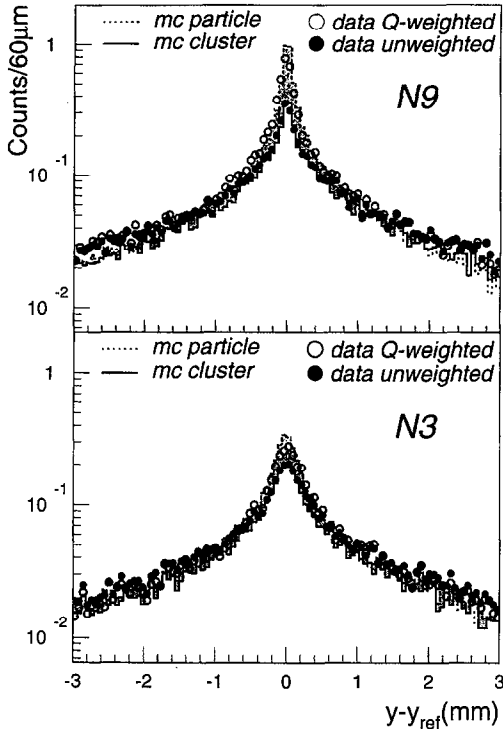 mc particle
mc cluster
data Q-weighted
data unweighted
N9
Counts/60μm
1
10⁻¹
10⁻²
mc particle
mc cluster
data Q-weighted
data unweighted
N3
1
10⁻¹
10⁻²
-3 -2 -1 0 1 2 3
y-y_ref(mm)